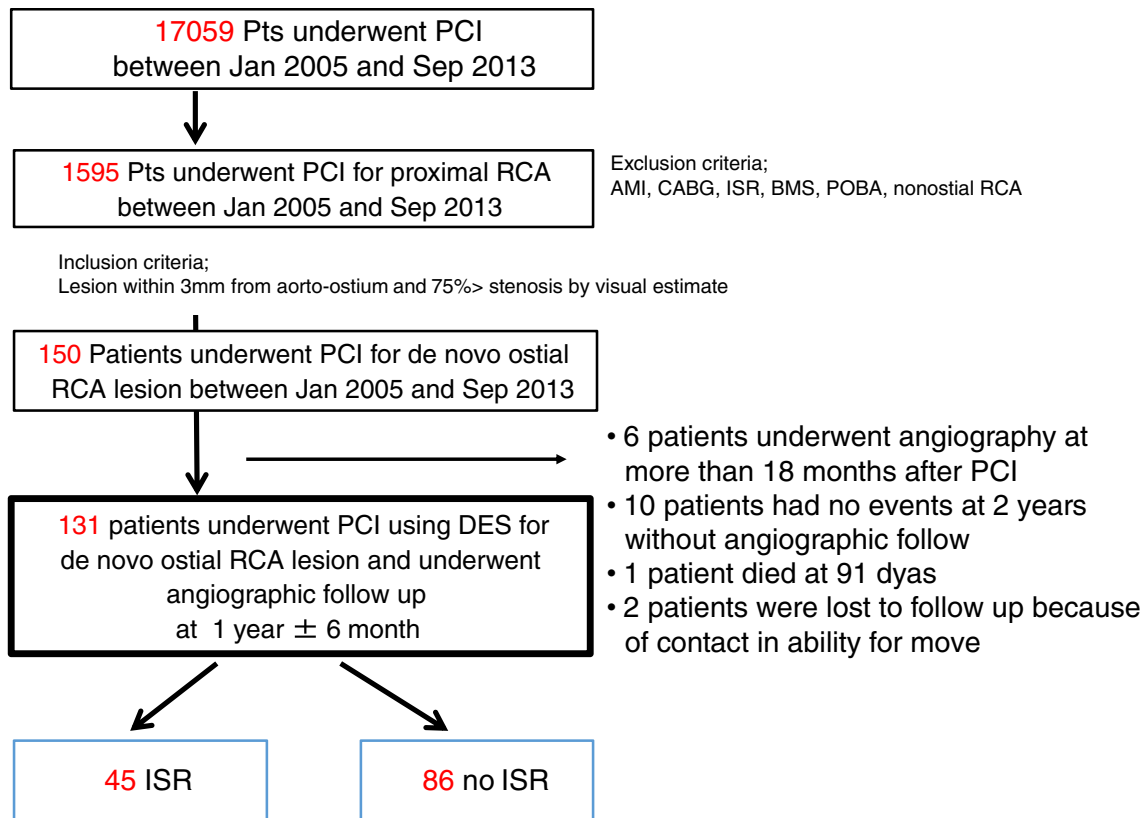 17059 Pts underwent PCI
between Jan 2005 and Sep 2013
1595 Pts underwent PCI for proximal RCA
between Jan 2005 and Sep 2013
Exclusion criteria;
AMI, CABG, ISR, BMS, POBA, nonostial RCA
Inclusion criteria;
Lesion within 3mm from aorto-ostium and 75%> stenosis by visual estimate
150 Patients underwent PCI for de novo ostial
RCA lesion between Jan 2005 and Sep 2013
• 6 patients underwent angiography at
more than 18 months after PCI
• 10 patients had no events at 2 years
without angiographic follow
• 1 patient died at 91 dyas
• 2 patients were lost to follow up because
of contact in ability for move
131 patients underwent PCI using DES for
de novo ostial RCA lesion and underwent
angiographic follow up
at 1 year ± 6 month
45 ISR
86 no ISR